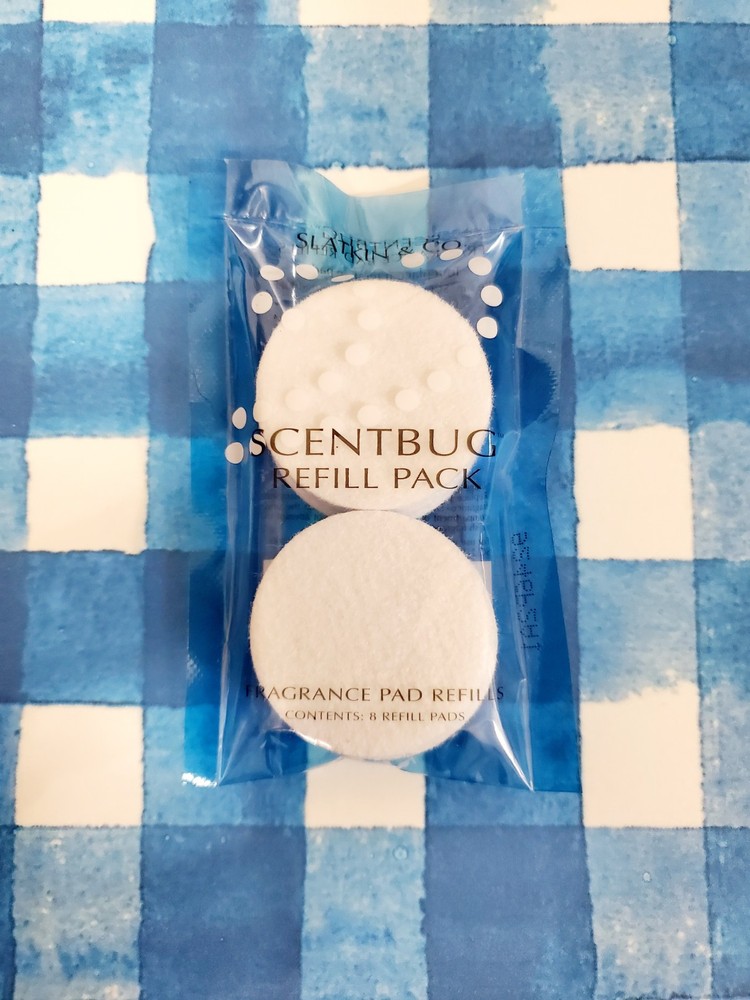 SLATKIN & CO
SCENTBUG
REFILL PACK
FRAGRANCE PAD REFILLS
CONTENTS: 8 REFILL PADS